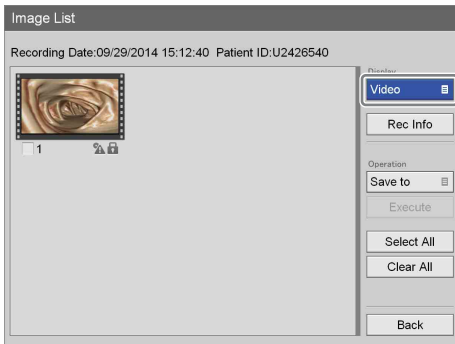 Image List
Recording Date:09/29/2014 15:12:40 Patient ID:U2426540
Display
Video
Rec Info
1
Operation
Save to
Execute
Select All
Clear All
Back